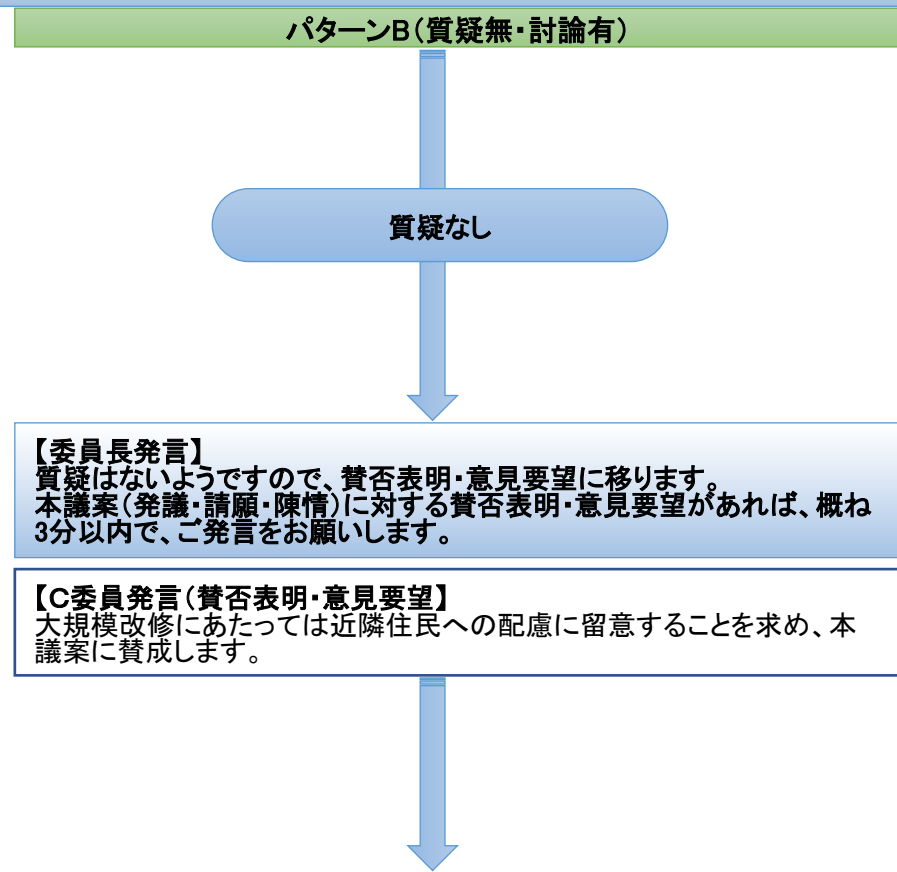 パターンB（質疑無・討論有）
質疑なし
【委員長発言】
質疑はないようですので、賛否表明・意見要望に移ります。
本議案（発議・請願・陳情）に対する賛否表明・意見要望があれば、概ね
3分以内で、ご発言をお願いします。
【C委員発言（賛否表明・意見要望】
大規模改修にあたっては近隣住民への配慮に留意することを求め、本
議案に賛成します。